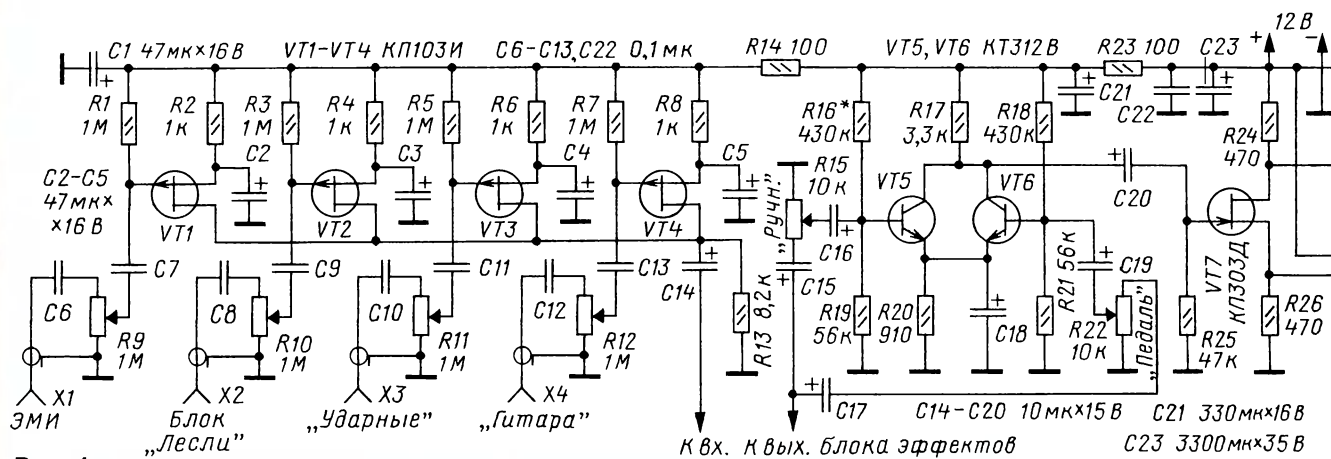 C1 47мк×16В
VT1–VT4 КП103И
C6–C13, C22 0,1мк
R14 100
VT5, VT6 КТ312В
R23 100
C23
12В
+
–
R1
1М
R2
1к
R3
1М
R4
1к
R5
1М
R6
1к
R7
1М
R8
1к
C21
C22
R16*
430к
R17
3,3к
R18
430к
R24
470
C2
C3
C4
C5
C2–C5
47мк×
×16В
R15
10к
„Ручн."
VT5
VT6
C20
VT1
VT2
VT3
VT4
VT7
КП303Д
C7
C9
C11
C13
C14
C16
C15
C19
R21 56к
R13 8,2к
C6
C8
C10
C12
R9
1М
R10
1М
R11
1М
R12
1М
R19
56к
R20
910
C18
R22
10к
„Педаль"
R25
47к
R26
470
X1
X2
X3
X4
ЭМИ
Блок
„Лесли"
„Ударные"
„Гитара"
C17
C14–C20 10мк×15В
C21 330мк×16В
К вх. К вых. блока эффектов
C23 3300мк×35В